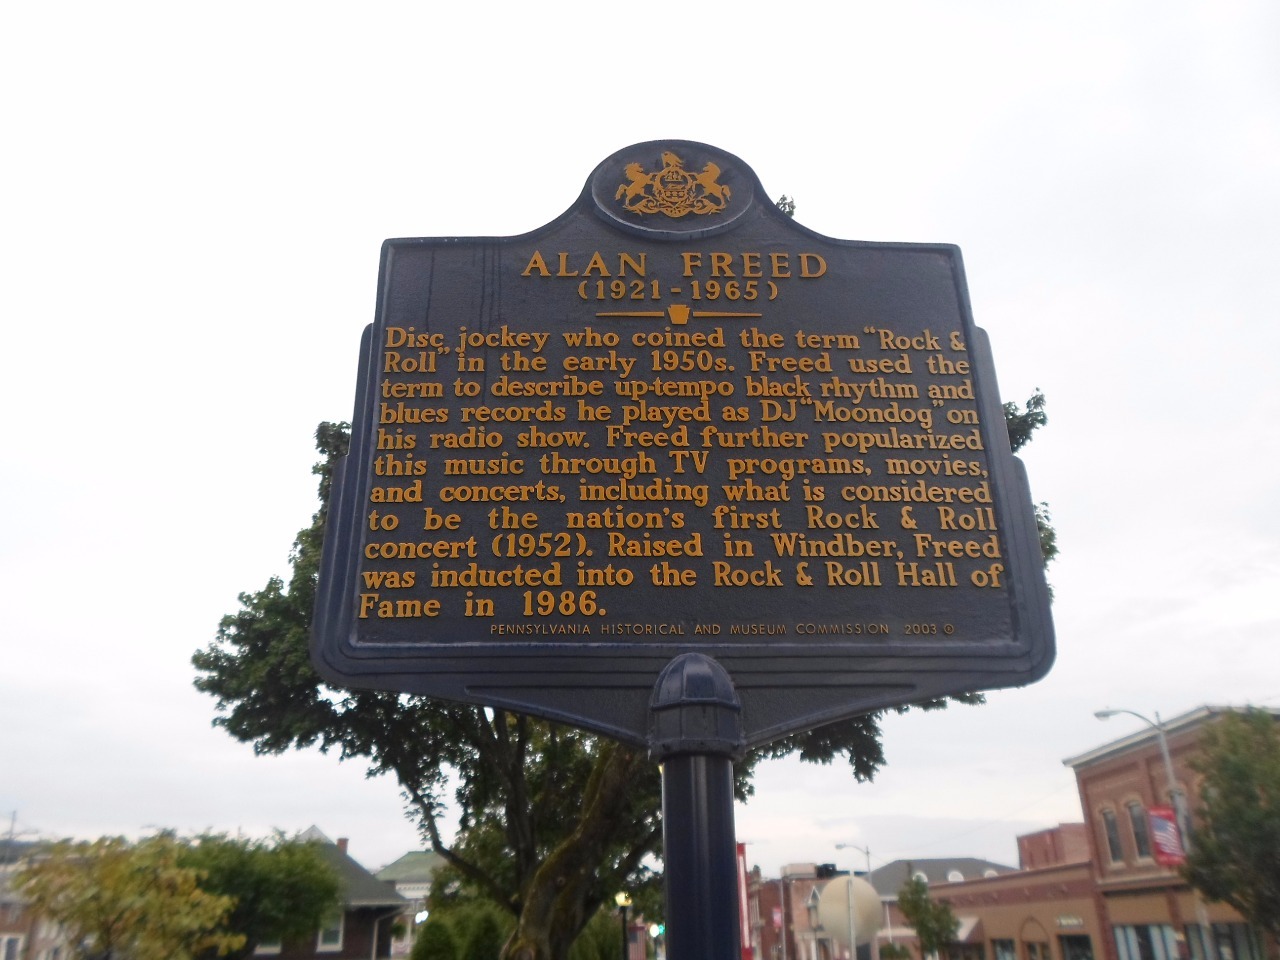 ALAN FREED
(1921-1965)
Disc jockey who coined the term "Rock &
Roll" in the early 1950s. Freed used the
term to describe up-tempo black rhythm and
blues records he played as DJ "Moondog" on
his radio show. Freed further popularized
this music through TV programs, movies,
and concerts, including what is considered
to be the nation's first Rock & Roll
concert (1952). Raised in Windber, Freed
was inducted into the Rock & Roll Hall of
Fame in 1986.
PENNSYLVANIA HISTORICAL AND MUSEUM COMMISSION 2003 ©